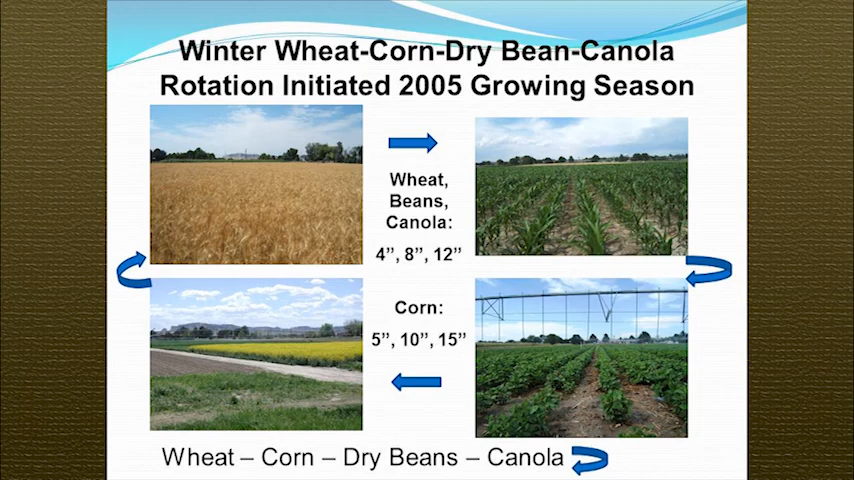 Winter Wheat-Corn-Dry Bean-Canola
Rotation Initiated 2005 Growing Season
Wheat,
Beans,
Canola:
4”, 8”, 12”
Corn:
5”, 10”, 15”
Wheat – Corn – Dry Beans – Canola